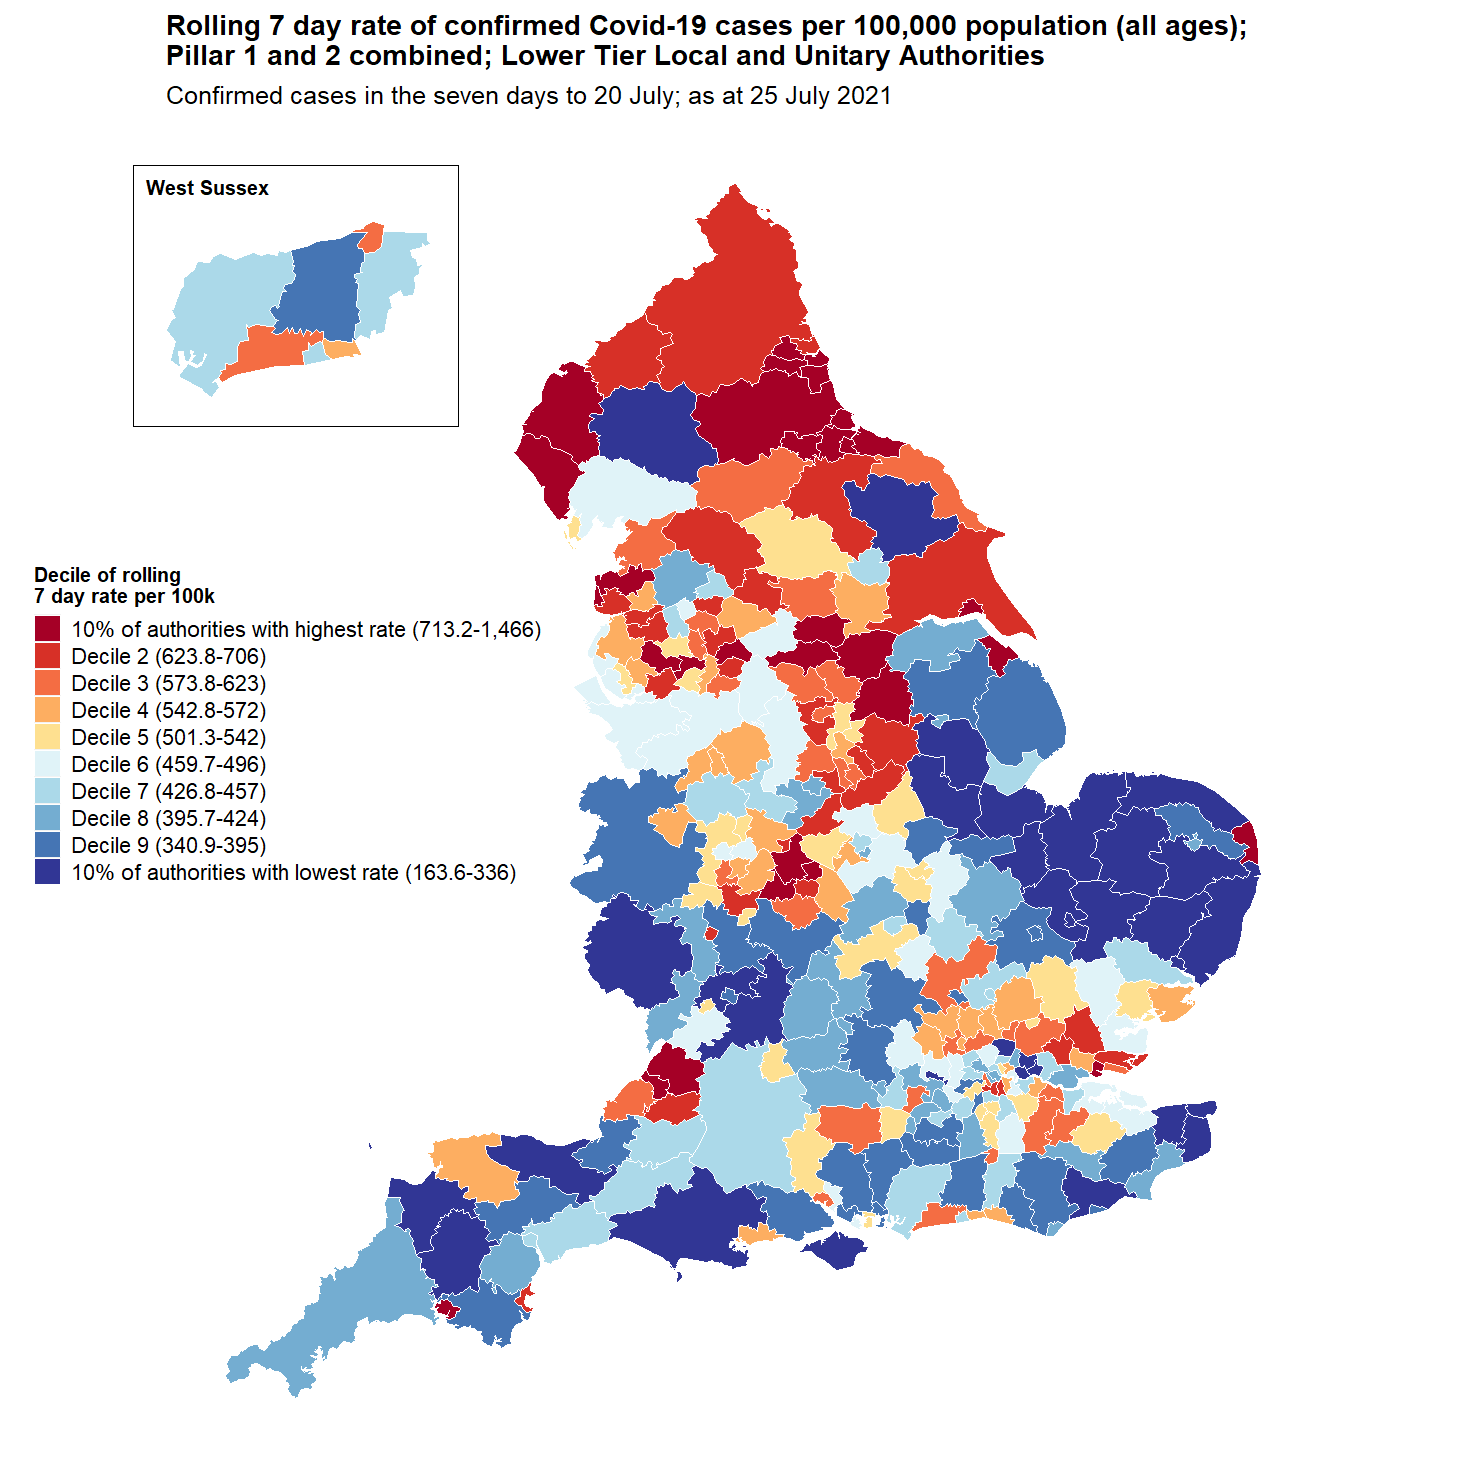 Rolling 7 day rate of confirmed Covid-19 cases per 100,000 population (all ages);
Pillar 1 and 2 combined; Lower Tier Local and Unitary Authorities
Confirmed cases in the seven days to 20 July; as at 25 July 2021
West Sussex
Decile of rolling
7 day rate per 100k
10% of authorities with highest rate (713.2-1,466)
Decile 2 (623.8-706)
Decile 3 (573.8-623)
Decile 4 (542.8-572)
Decile 5 (501.3-542)
Decile 6 (459.7-496)
Decile 7 (426.8-457)
Decile 8 (395.7-424)
Decile 9 (340.9-395)
10% of authorities with lowest rate (163.6-336)